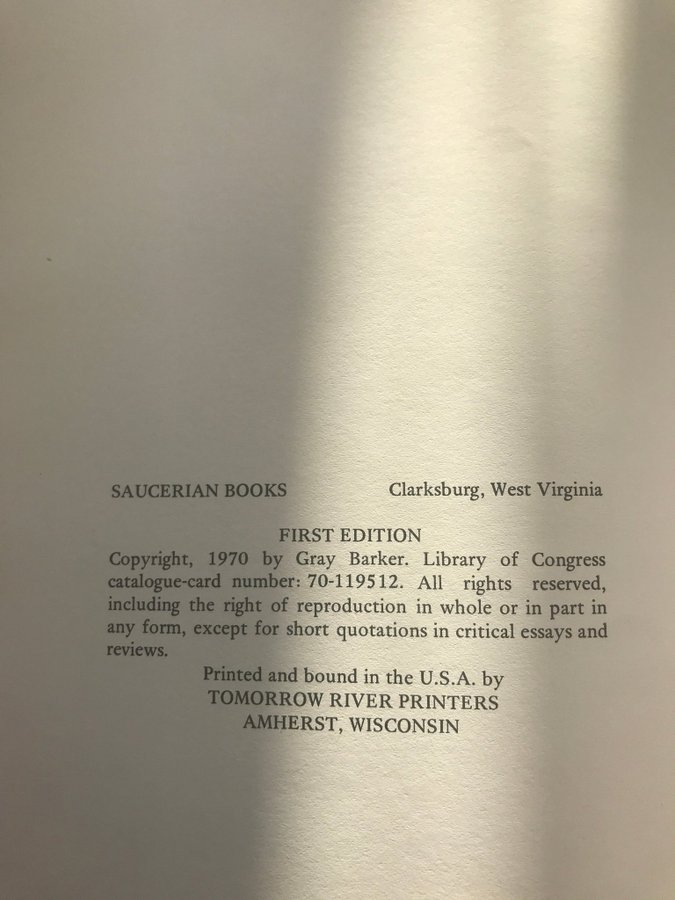 SAUCERIAN BOOKS Clarksburg, West Virginia
FIRST EDITION
Copyright, 1970 by Gray Barker. Library of Congress
catalogue-card number: 70-119512. All rights reserved,
including the right of reproduction in whole or in part in
any form, except for short quotations in critical essays and
reviews.
Printed and bound in the U.S.A. by
TOMORROW RIVER PRINTERS
AMHERST, WISCONSIN